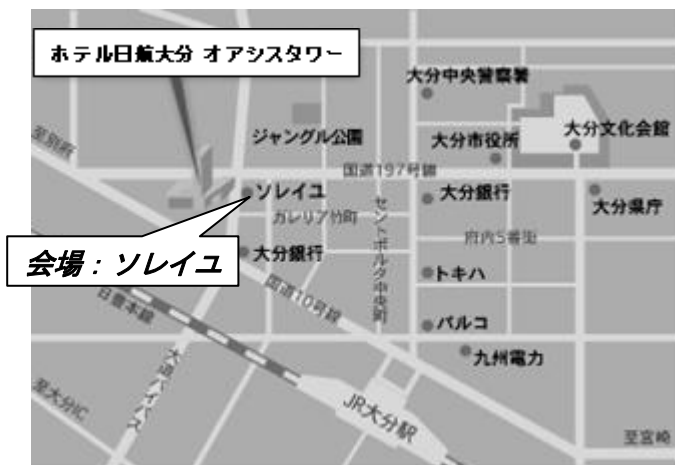 ホテル日航大分 オアシスタワー
大分中央警察署
ジャングル公園
大分市役所
大分文化会館
至別府
国道197号線
ソレイユ
大分銀行
大分県庁
ガレリア竹町
セントポルタ中央町
府内5番街
会場:ソレイユ
大分銀行
トキハ
国道10号線
日豊本線
パルコ
九州電力
大道バイパス
至大分IC
JR大分駅
至宮崎